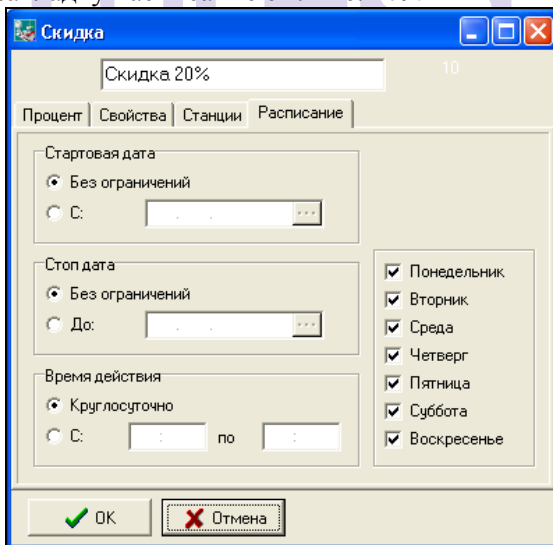 Скидка
Скидка 20%
10
Процент Свойства Станции Расписание
Стартовая дата
Без ограничений
С: . . ...
Стоп дата
Без ограничений
До: . . ...
Время действия
Круглосуточно
С: : по :
Понедельник
Вторник
Среда
Четверг
Пятница
Суббота
Воскресенье
OK Отмена